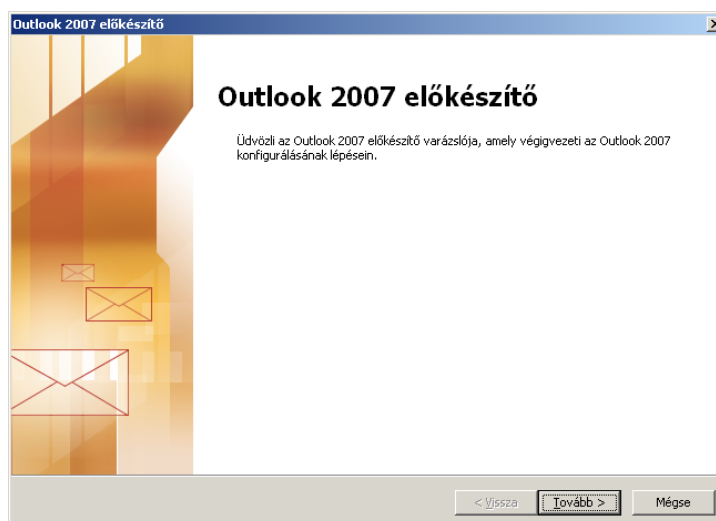 Outlook 2007 előkészítő
Outlook 2007 előkészítő
Üdvözli az Outlook 2007 előkészítő varázslója, amely végigvezeti az Outlook 2007
konfigurálásának lépésein.
< Vissza Tovább > Mégse